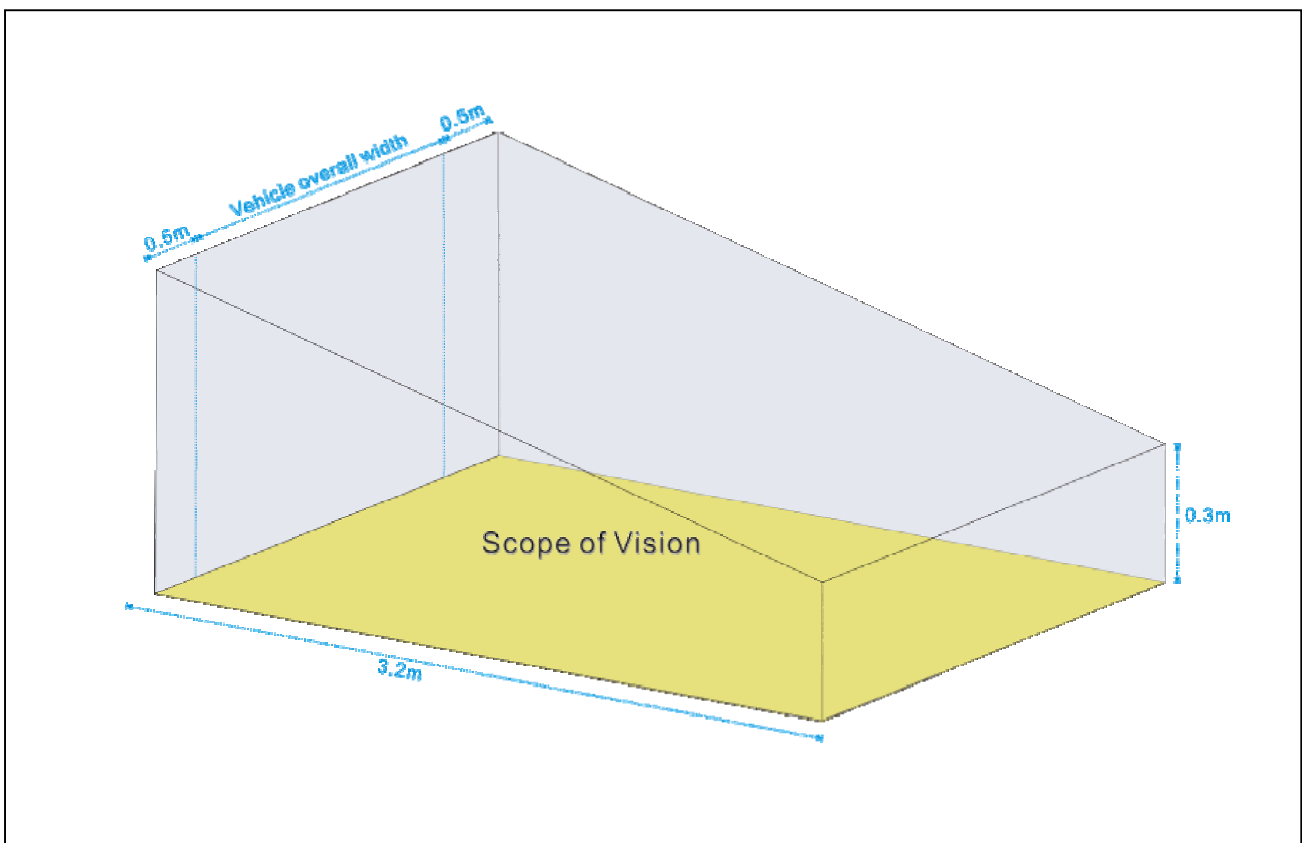 0.5m
Vehicle overall width
0.5m
Scope of Vision
0.3m
3.2m